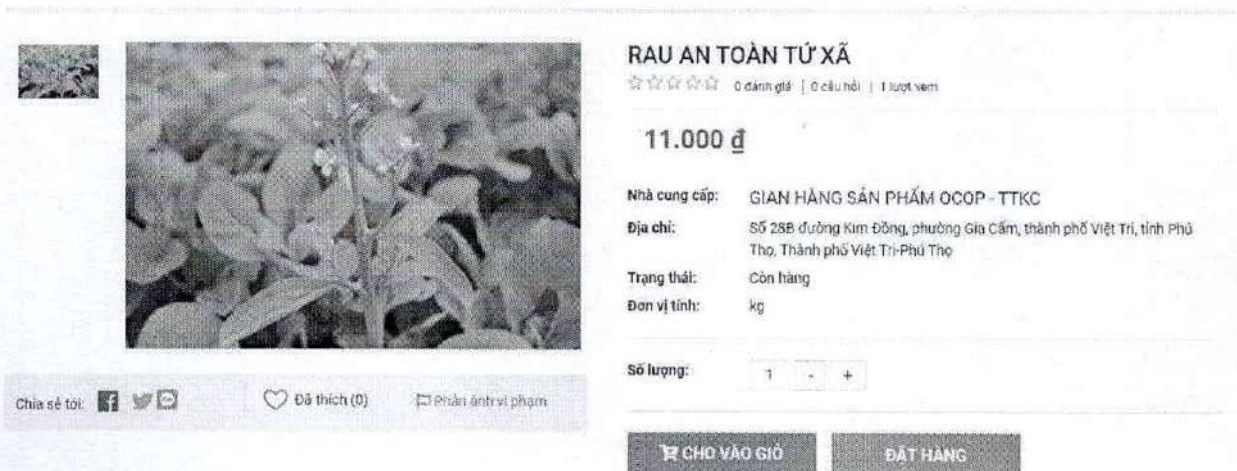 RAU AN TOÀN TỨ XÃ
0 đánh giá | 0 câu hỏi | 1 lượt xem
11.000 đ
Nhà cung cấp: GIAN HÀNG SẢN PHẨM OCOP - TTKC
Địa chỉ: Số 28B đường Kim Đồng, phường Gia Cẩm, thành phố Việt Trì, tỉnh Phú
Thọ, Thành phố Việt Trì-Phú Thọ
Trạng thái: Còn hàng
Đơn vị tính: kg
Số lượng: 1 - +
Chia sẻ tới: Đã thích (0) Phản ánh vi phạm
CHO VÀO GIỎ ĐẶT HÀNG